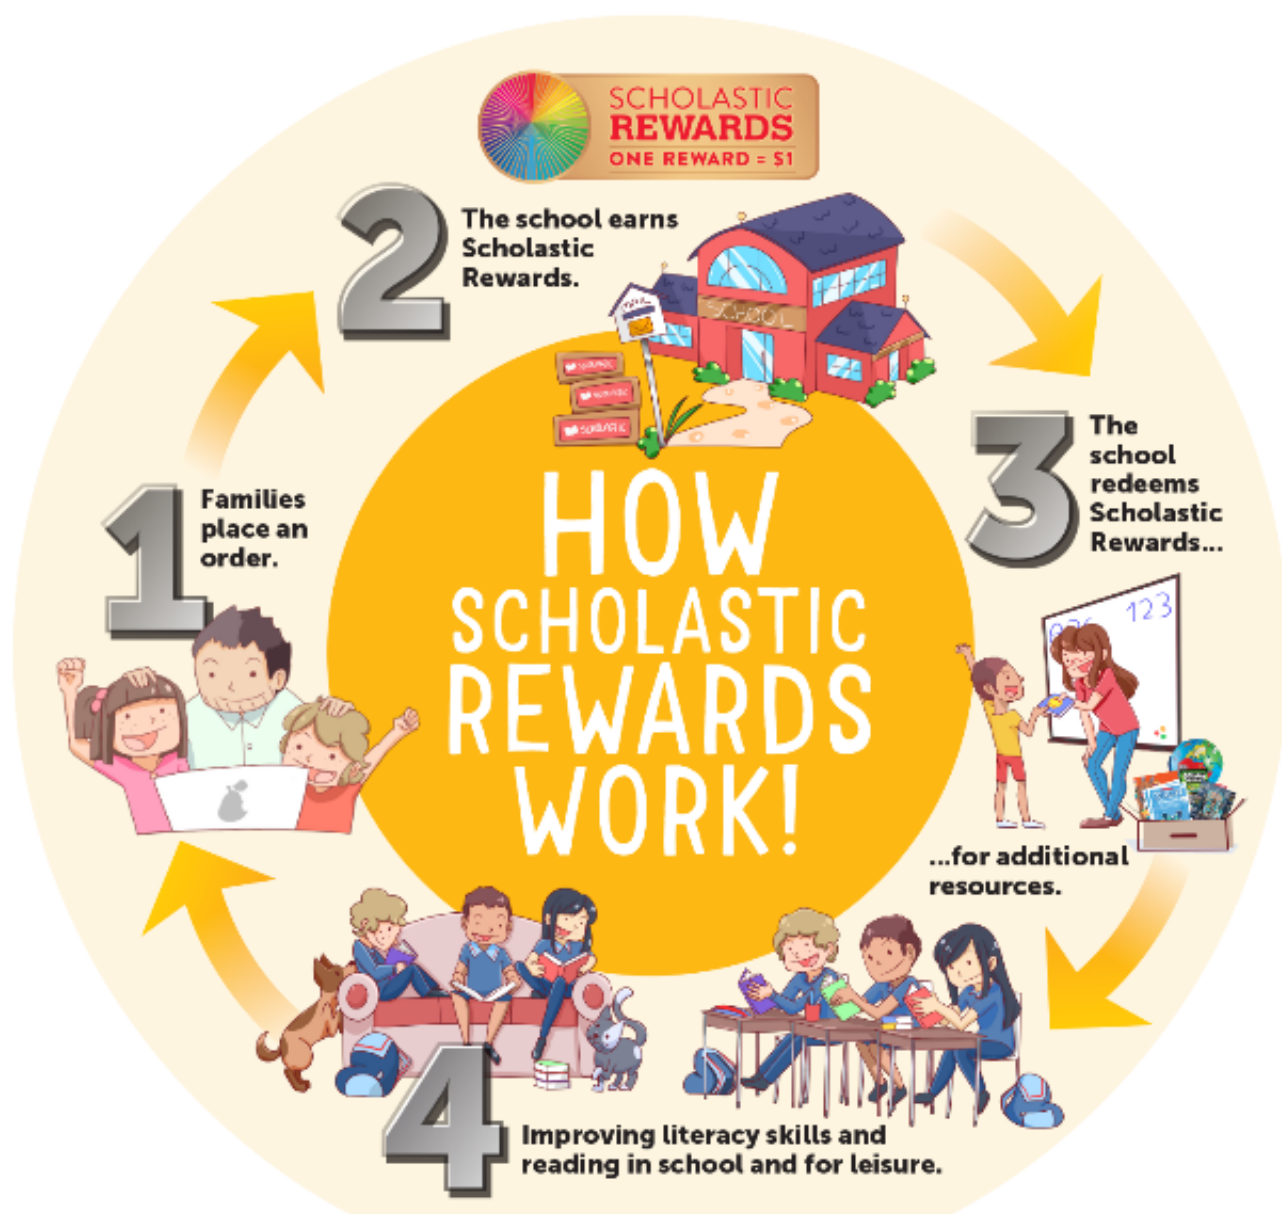 SCHOLASTIC
REWARDS
ONE REWARD = $1
2
The school earns
Scholastic
Rewards.
SCHOOL
HOW
SCHOLASTIC
REWARDS
WORK!
1
Families
place an
order.
3
The
school
redeems
Scholastic
Rewards...
123
...for additional
resources.
4
Improving literacy skills and
reading in school and for leisure.